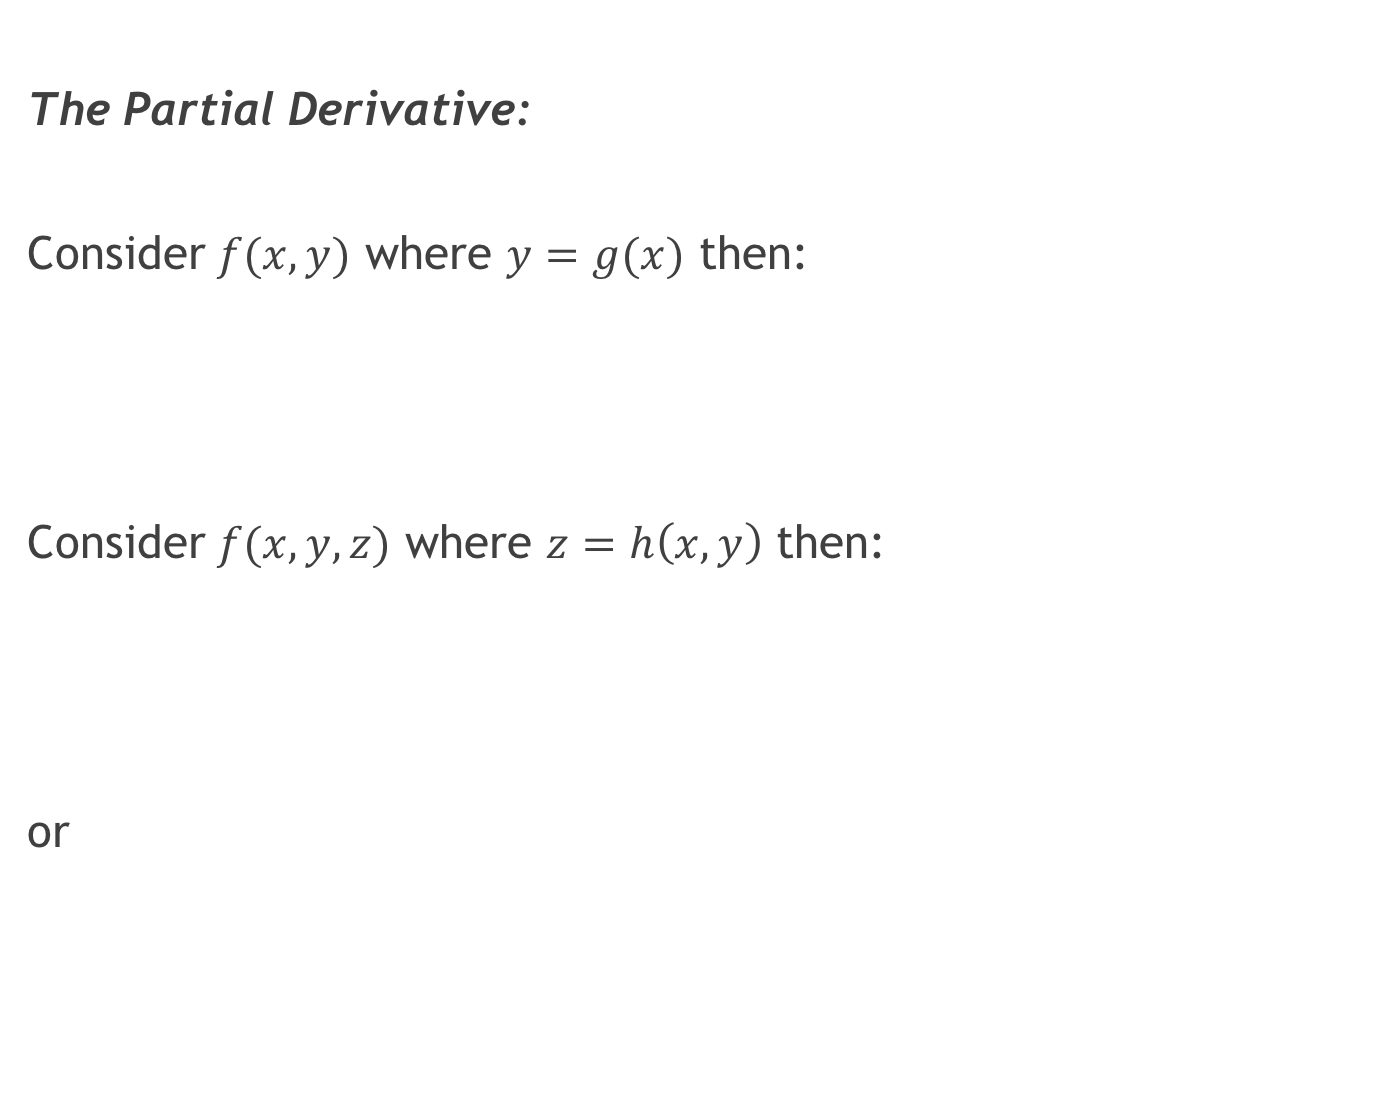 The Partial Derivative:
Consider f(x, y) where y = g(x) then:
Consider f(x, y, z) where z = h(x, y) then:
or